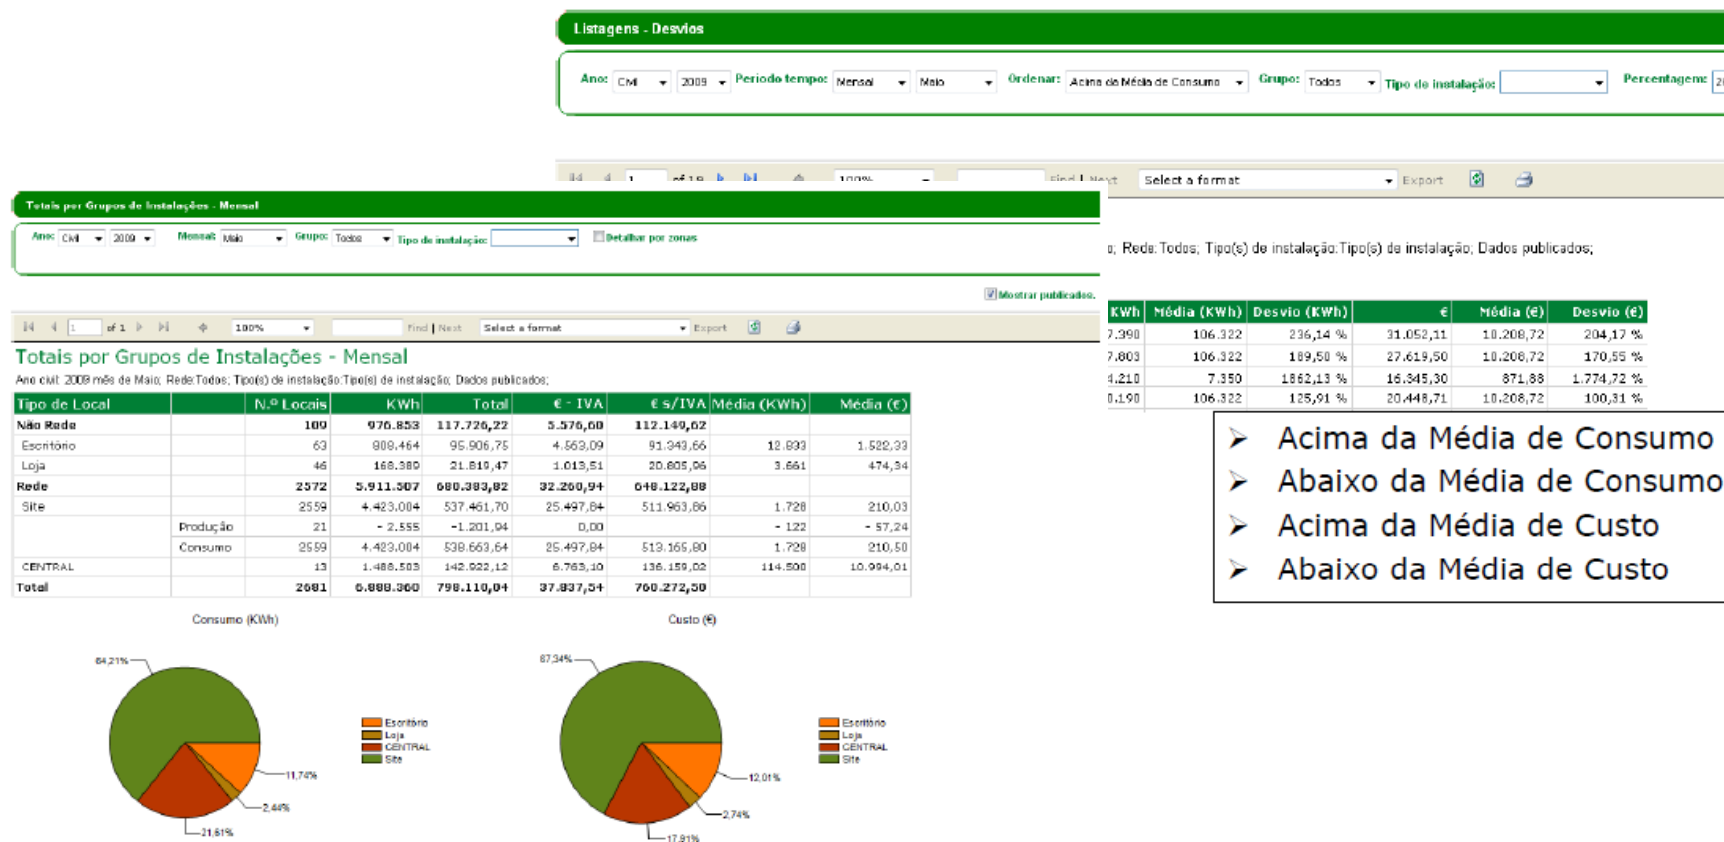 Listagens - Desvios
Ano: Civil 2009 Periodo tempo: Mensal Maio Ordenar: Acima da Média de Consumo Grupo: Todos Tipo de instalação: Percentagem:
1 of 19 100% Find | Next Select a format Export
Rede:Todos; Tipo(s) de instalação:Tipo(s) de instalação; Dados publicados;
KWh Média (KWh) Desvio (KWh) € Média (€) Desvio (€)
7.390 106.322 236,14 % 31.052,11 10.208,72 204,17 %
7.803 106.322 189,50 % 27.619,50 10.208,72 170,55 %
.210 7.350 1862,13 % 16.345,30 871,88 1.774,72 %
0.190 106.322 125,91 % 20.448,71 10.208,72 100,31 %
➢ Acima da Média de Consumo
➢ Abaixo da Média de Consumo
➢ Acima da Média de Custo
➢ Abaixo da Média de Custo
Totais por Grupos de Instalações - Mensal
Ano: Civil 2009 Mensal: Maio Grupo: Todos Tipo de instalação: Detalhar por zonas
Mostrar publicados.
1 of 1 100% Find | Next Select a format Export
Totais por Grupos de Instalações - Mensal
Ano civil: 2009 mês de Maio; Rede:Todos; Tipo(s) de instalação:Tipo(s) de instalação; Dados publicados;
Tipo de Local N.º Locais KWh Total € - IVA € s/IVA Média (KWh) Média (€)
Não Rede 109 976.853 117.726,22 5.576,60 112.149,62
Escritório 63 808.464 95.906,75 4.563,09 91.343,66 12.833 1.522,33
Loja 46 168.389 21.819,47 1.013,51 20.805,96 3.661 474,34
Rede 2572 5.911.507 680.383,82 32.260,94 648.122,88
Site 2559 4.423.004 537.461,70 25.497,84 511.963,86 1.728 210,03
Produção 21 - 2.555 -1.201,94 0,00 - 122 - 57,24
Consumo 2559 4.423.004 538.663,64 25.497,84 513.165,80 1.728 210,50
CENTRAL 13 1.488.503 142.922,12 6.763,10 136.159,02 114.500 10.994,01
Total 2681 6.888.360 798.110,04 37.837,54 760.272,50
Consumo (KWh)
64,21%
11,74%
2,44%
21,61%
Escritório
Loja
CENTRAL
Site
Custo (€)
67,34%
12,01%
2,74%
17,91%
Escritório
Loja
CENTRAL
Site